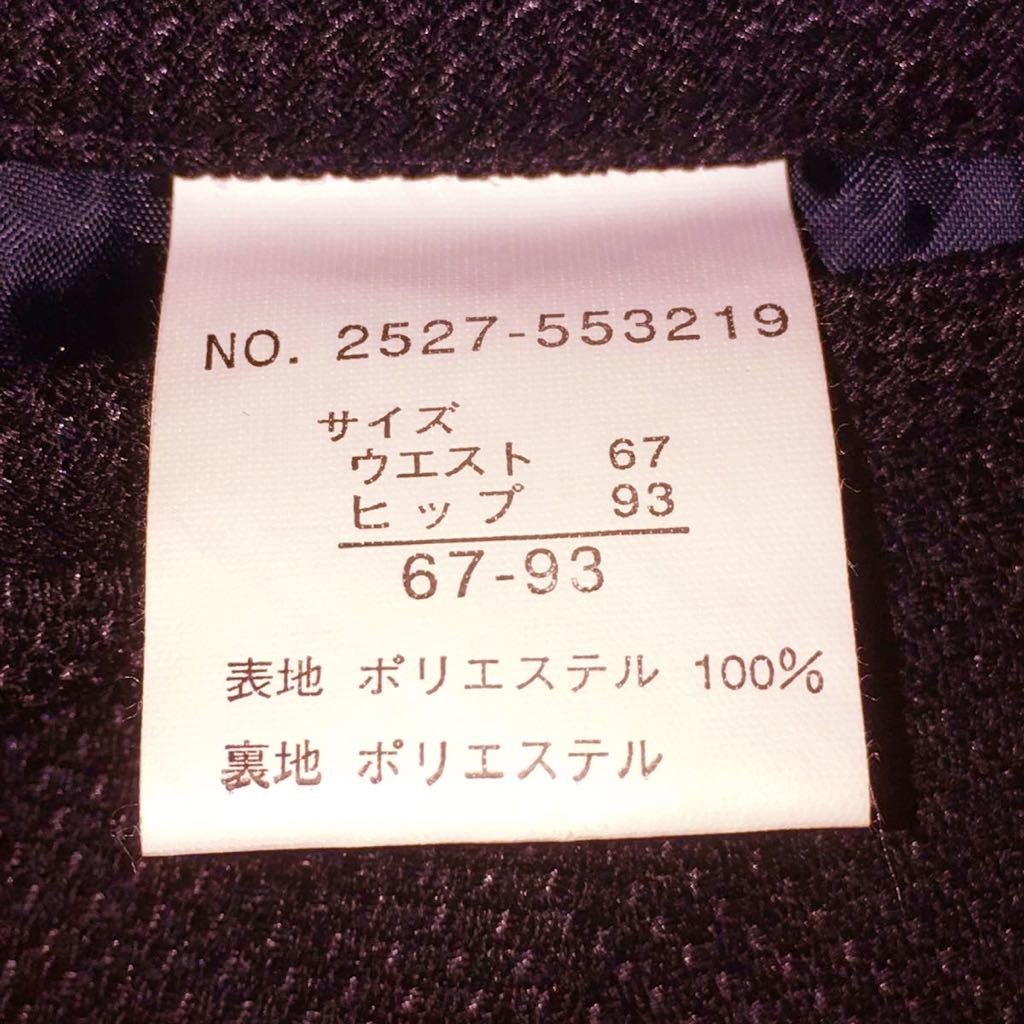 NO. 2527-553219
サイズ
ウエスト 67
ヒップ 93
67-93
表地 ポリエステル 100%
裏地 ポリエステル